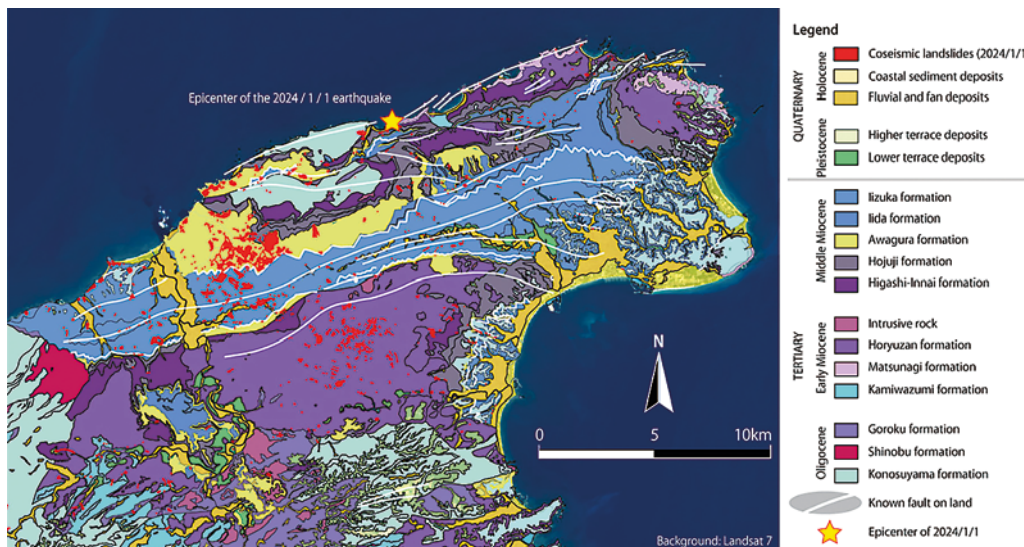 Epicenter of the 2024 / 1 / 1 earthquake
N
0 5 10km
Background: Landsat 7
Legend
QUATERNARY
Holocene
Coseismic landslides (2024/1/1
Coastal sediment deposits
Fluvial and fan deposits
Pleistocene
Higher terrace deposits
Lower terrace deposits
TERTIARY
Middle Miocene
Iizuka formation
Iida formation
Awagura formation
Hojuji formation
Higashi-Innai formation
Early Miocene
Intrusive rock
Horyuzan formation
Matsunagi formation
Kamiwazumi formation
Oligocene
Goroku formation
Shinobu formation
Konosuyama formation
Known fault on land
Epicenter of 2024/1/1